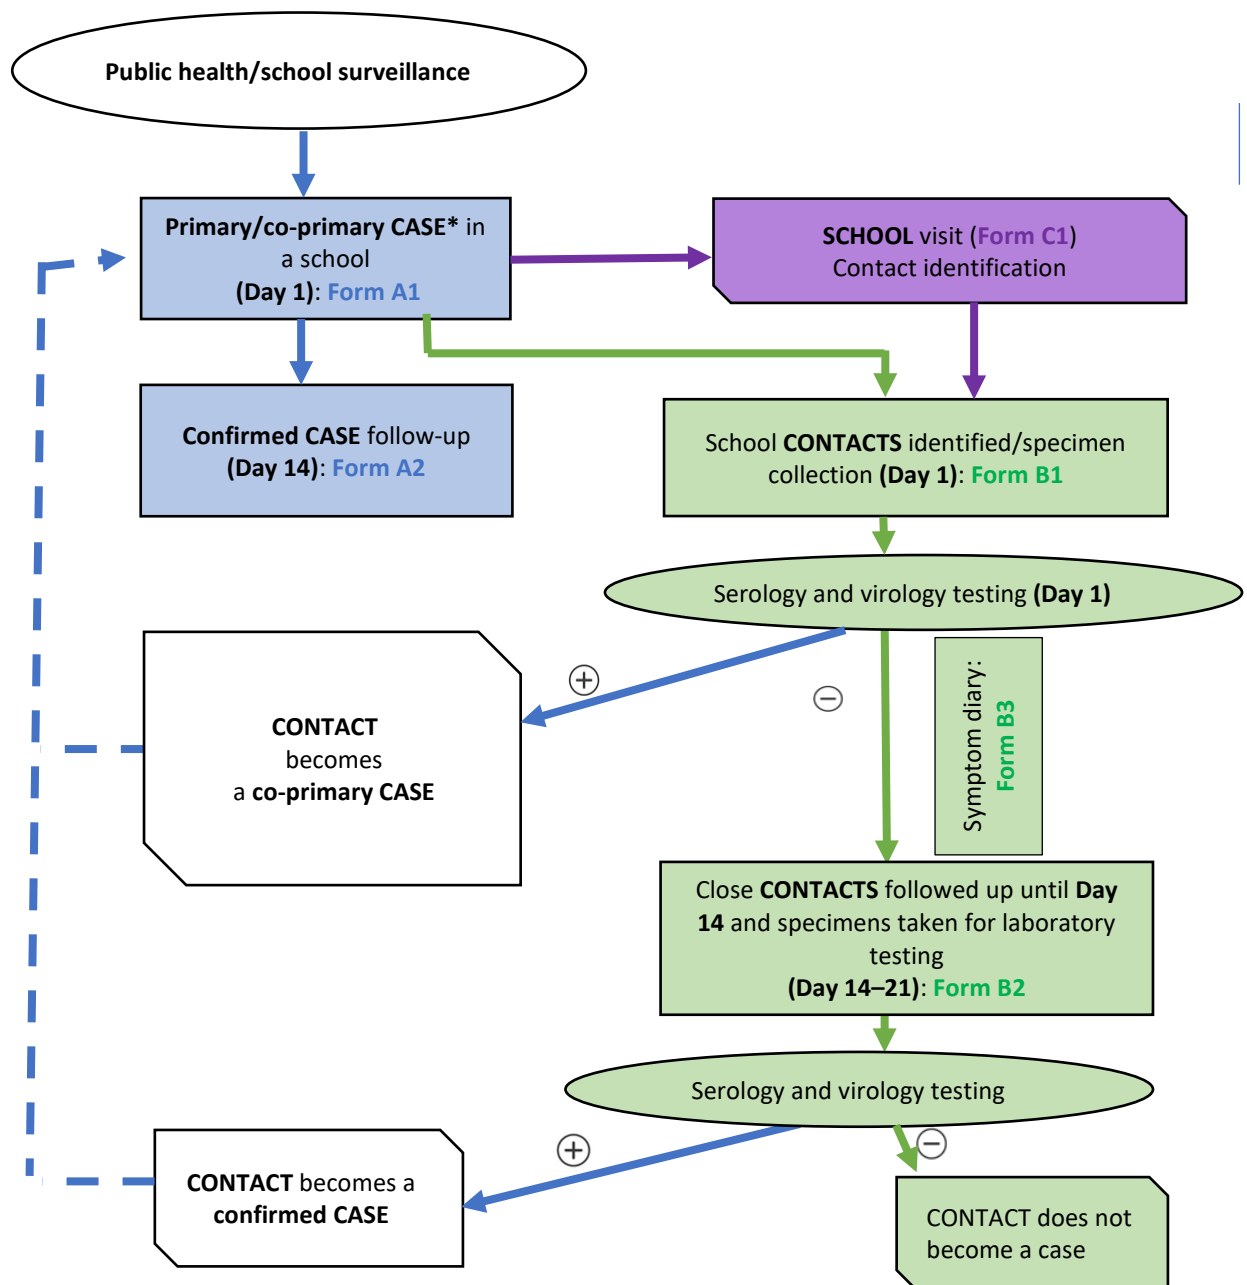 Public health/school surveillance
Primary/co-primary CASE* in
a school
(Day 1): Form A1
SCHOOL visit (Form C1)
Contact identification
Confirmed CASE follow-up
(Day 14): Form A2
School CONTACTS identified/specimen
collection (Day 1): Form B1
Serology and virology testing (Day 1)
+
−
Symptom diary:
Form B3
CONTACT
becomes
a co-primary CASE
Close CONTACTS followed up until Day
14 and specimens taken for laboratory
testing
(Day 14–21): Form B2
Serology and virology testing
+
−
CONTACT becomes a
confirmed CASE
CONTACT does not
become a case